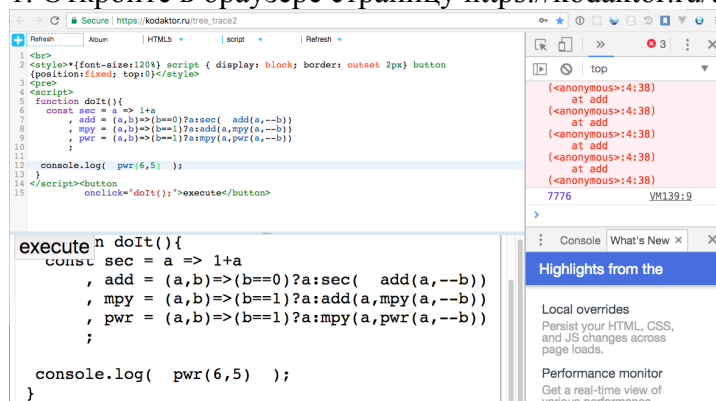 1. Откройте в браузере страницу https://kodaktor.ru/
Secure | https://kodaktor.ru/tree_trace2
Refresh Album HTML5 script Refresh
1 <br>
2 <style>*{font-size:120%} script { display: block; border: outset 2px} button
{position:fixed; top:0}</style>
3 <pre>
4 <script>
5 function doIt(){
6 const sec = a => 1+a
7 , add = (a,b)=>(b==0)?a:sec( add(a,--b))
8 , mpy = (a,b)=>(b==1)?a:add(a,mpy(a,--b))
9 , pwr = (a,b)=>(b==1)?a:mpy(a,pwr(a,--b))
10 ;
11
12 console.log( pwr(6,5) );
13 }
14 </script><button
15 onclick="doIt();">execute</button>
execute n doIt(){
const sec = a => 1+a
, add = (a,b)=>(b==0)?a:sec( add(a,--b))
, mpy = (a,b)=>(b==1)?a:add(a,mpy(a,--b))
, pwr = (a,b)=>(b==1)?a:mpy(a,pwr(a,--b))
;
console.log( pwr(6,5) );
}
» 3
top
(<anonymous>:4:38)
at add
(<anonymous>:4:38)
at add
(<anonymous>:4:38)
at add
(<anonymous>:4:38)
at add
(<anonymous>:4:38)
7776 VM139:9
>
Console What's New ×
Highlights from the
Local overrides
Persist your HTML, CSS,
and JS changes across
page loads.
Performance monitor
Get a real-time view of
various performance